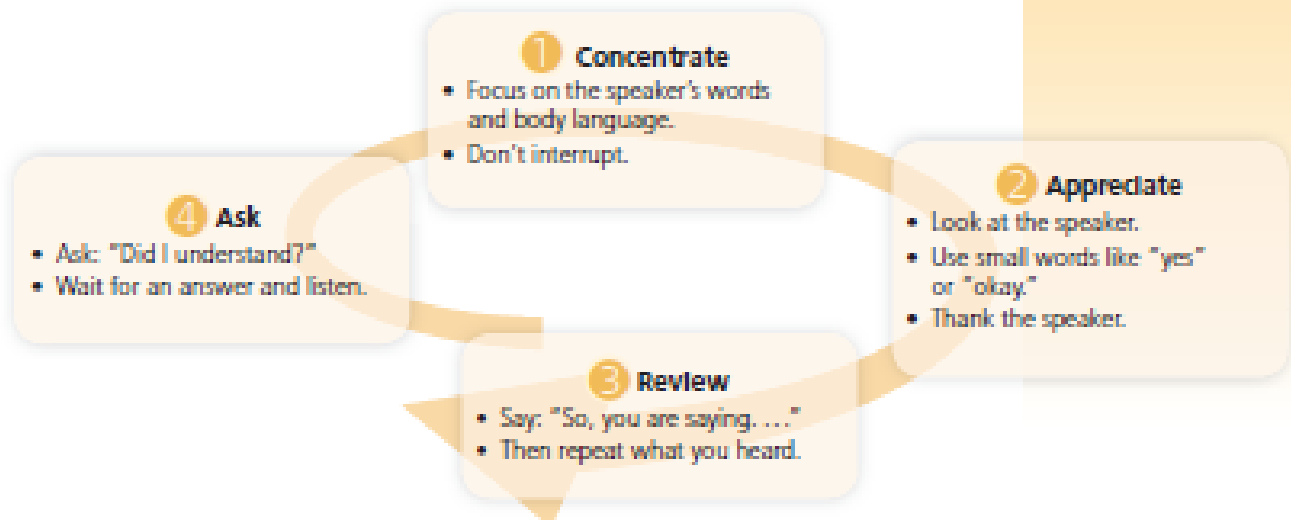 1 Concentrate
• Focus on the speaker's words
and body language.
• Don't interrupt.
2 Appreciate
• Look at the speaker.
• Use small words like "yes"
or "okay."
• Thank the speaker.
3 Review
• Say: "So, you are saying. …"
• Then repeat what you heard.
4 Ask
• Ask: "Did I understand?"
• Wait for an answer and listen.